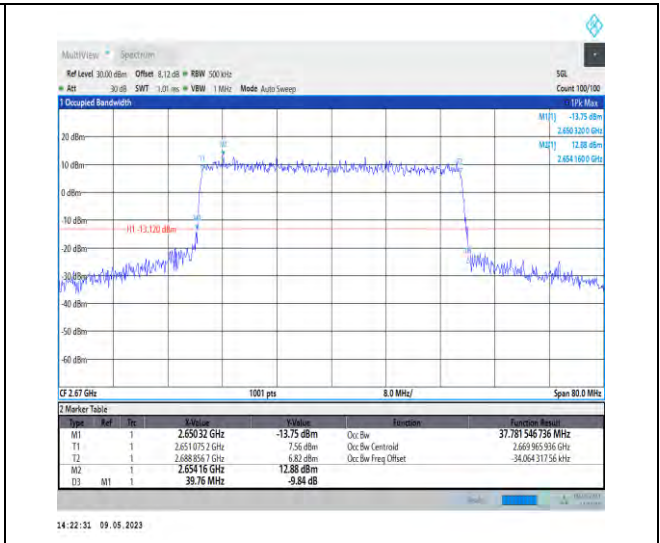 MultiView Spectrum
Ref Level 30.00 dBm Offset 8.12 dB RBW 500 kHz SGL
Att 30 dB SWT 1.01 ms VBW 1 MHz Mode Auto Sweep Count 100/100
1 Occupied Bandwidth 1Pk Max
M1[1] -13.75 dBm
2.650 3200 GHz
M2[1] 12.88 dBm
2.654 1600 GHz
20 dBm
M2
T1
10 dBm
0 dBm
-10 dBm
H1 -13.120 dBm
-20 dBm
-30 dBm
-40 dBm
-50 dBm
-60 dBm
CF 2.67 GHz 1001 pts 8.0 MHz/ Span 80.0 MHz
2 Marker Table
Type Ref Trc X-Value Y-Value Function Function Result
M1 1 2.65032 GHz -13.75 dBm Occ Bw 37.781 546 736 MHz
T1 1 2.651 075 2 GHz 7.56 dBm Occ Bw Centroid 2.669 965 936 GHz
T2 1 2.688 856 7 GHz 6.82 dBm Occ Bw Freq Offset -34.064 317 56 kHz
M2 1 2.654 16 GHz 12.88 dBm
D3 M1 1 39.76 MHz -9.84 dB
14:22:31 09.05.2023